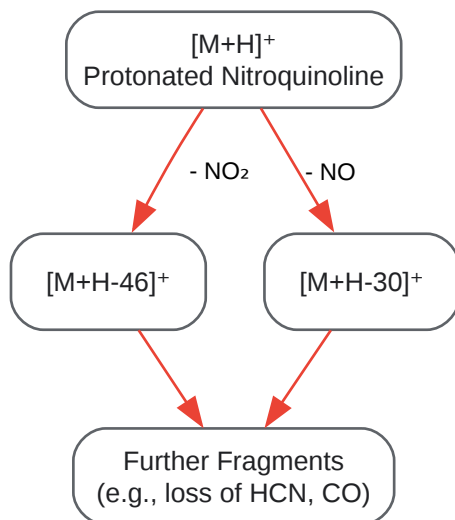 [M+H]⁺
Protonated Nitroquinoline
- NO₂
- NO
[M+H-46]⁺
[M+H-30]⁺
Further Fragments
(e.g., loss of HCN, CO)